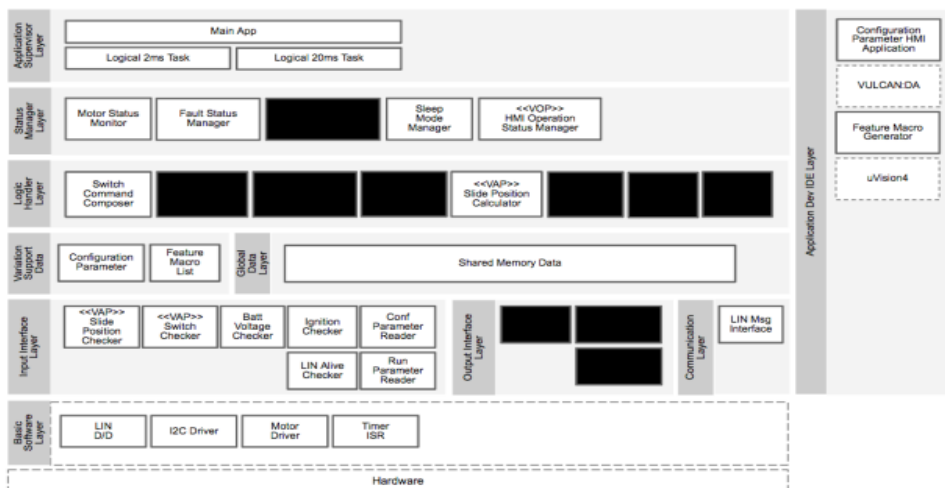 Application
Supervisor
Layer
Main App
Logical 2ms Task
Logical 20ms Task
Status
Manager
Layer
Motor Status
Monitor
Fault Status
Manager
Sleep
Mode
Manager
<<VOP>>
HMI Operation
Status Manager
Logic
Handler
Layer
Switch
Command
Composer
<<VAP>>
Slide Position
Calculator
Variation
Support
Data
Configuration
Parameter
Feature
Macro
List
Global
Data
Layer
Shared Memory Data
Input Interface
Layer
<<VAP>>
Slide
Position
Checker
<<VAP>>
Switch
Checker
Batt
Voltage
Checker
Ignition
Checker
Conf
Parameter
Reader
LIN Alive
Checker
Run
Parameter
Reader
Output Interface
Layer
Communication
Layer
LIN Msg
Interface
Basic
Software
Layer
LIN
D/D
I2C Driver
Motor
Driver
Timer
ISR
Hardware
Application Dev IDE Layer
Configuration
Parameter HMI
Application
VULCAN:DA
Feature Macro
Generator
uVision4